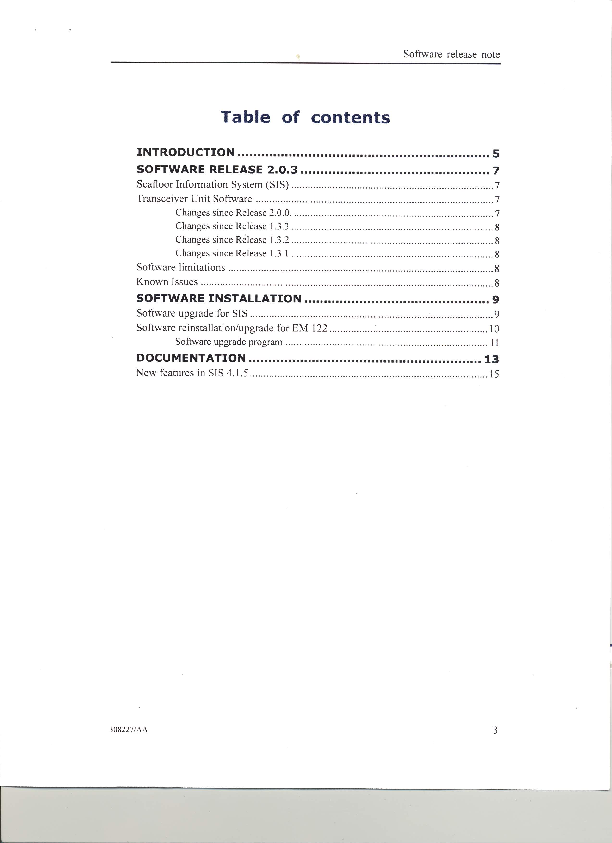 Software release note
Table of contents
INTRODUCTION ................................................................ 5
SOFTWARE RELEASE 2.0.3 ................................................ 7
Seafloor Information System (SIS) .......................................................................... 7
Transceiver Unit Software ....................................................................................... 7
Changes since Release 2.0.0. ......................................................................... 7
Changes since Release 1.3.3 .......................................................................... 8
Changes since Release 1.3.2 .......................................................................... 8
Changes since Release 1.3.1 .......................................................................... 8
Software limitations ................................................................................................. 8
Known Issues ........................................................................................................... 8
SOFTWARE INSTALLATION ............................................... 9
Software upgrade for SIS ......................................................................................... 9
Software reinstallation/upgrade for EM 122 .......................................................... 10
Software upgrade program .......................................................................... 11
DOCUMENTATION ........................................................... 13
New features in SIS 4.1.5 ...................................................................................... 15
308227/AA
3